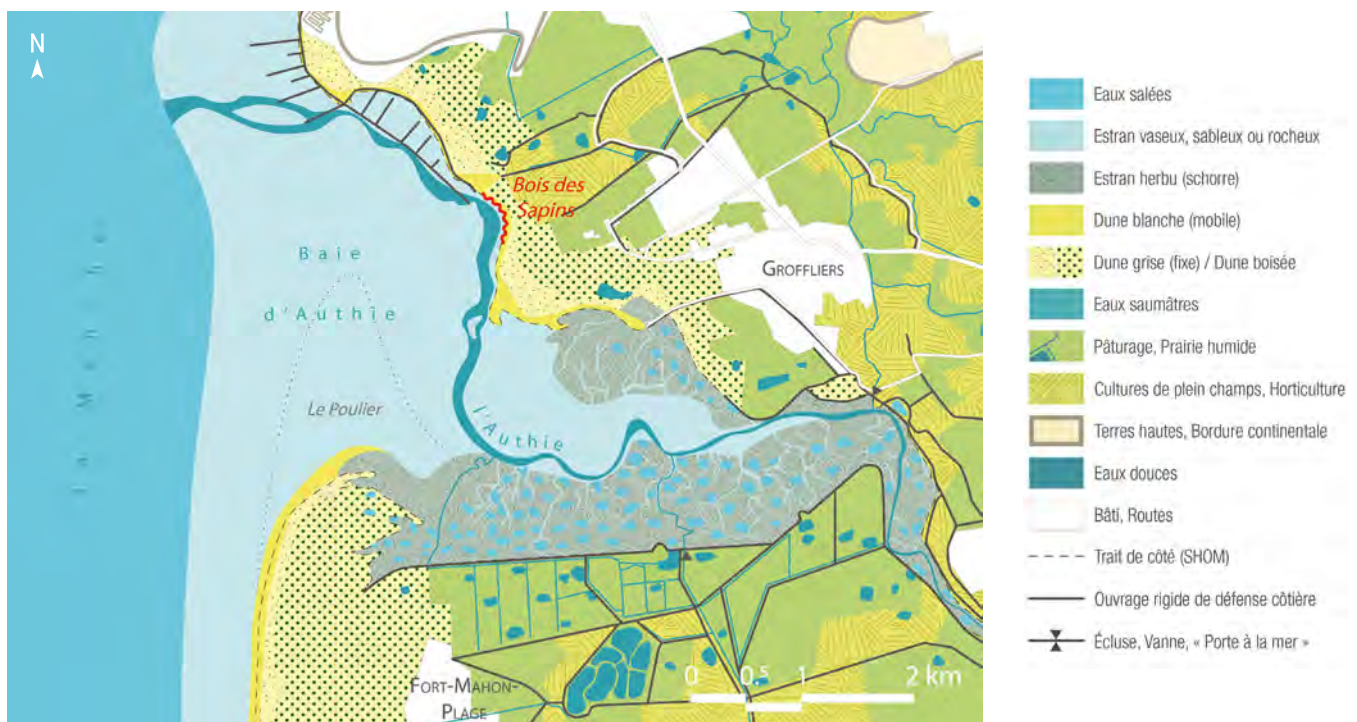 N
Bois des
Sapins
GROFFLIERS
Baie
d'Authie
Le Poulier
l'Authie
la Manche
FORT-MAHON-
PLAGE
0 0,5 1 2 km
Eaux salées
Estran vaseux, sableux ou rocheux
Estran herbu (schorre)
Dune blanche (mobile)
Dune grise (fixe) / Dune boisée
Eaux saumâtres
Pâturage, Prairie humide
Cultures de plein champs, Horticulture
Terres hautes, Bordure continentale
Eaux douces
Bâti, Routes
Trait de côté (SHOM)
Ouvrage rigide de défense côtière
Écluse, Vanne, « Porte à la mer »